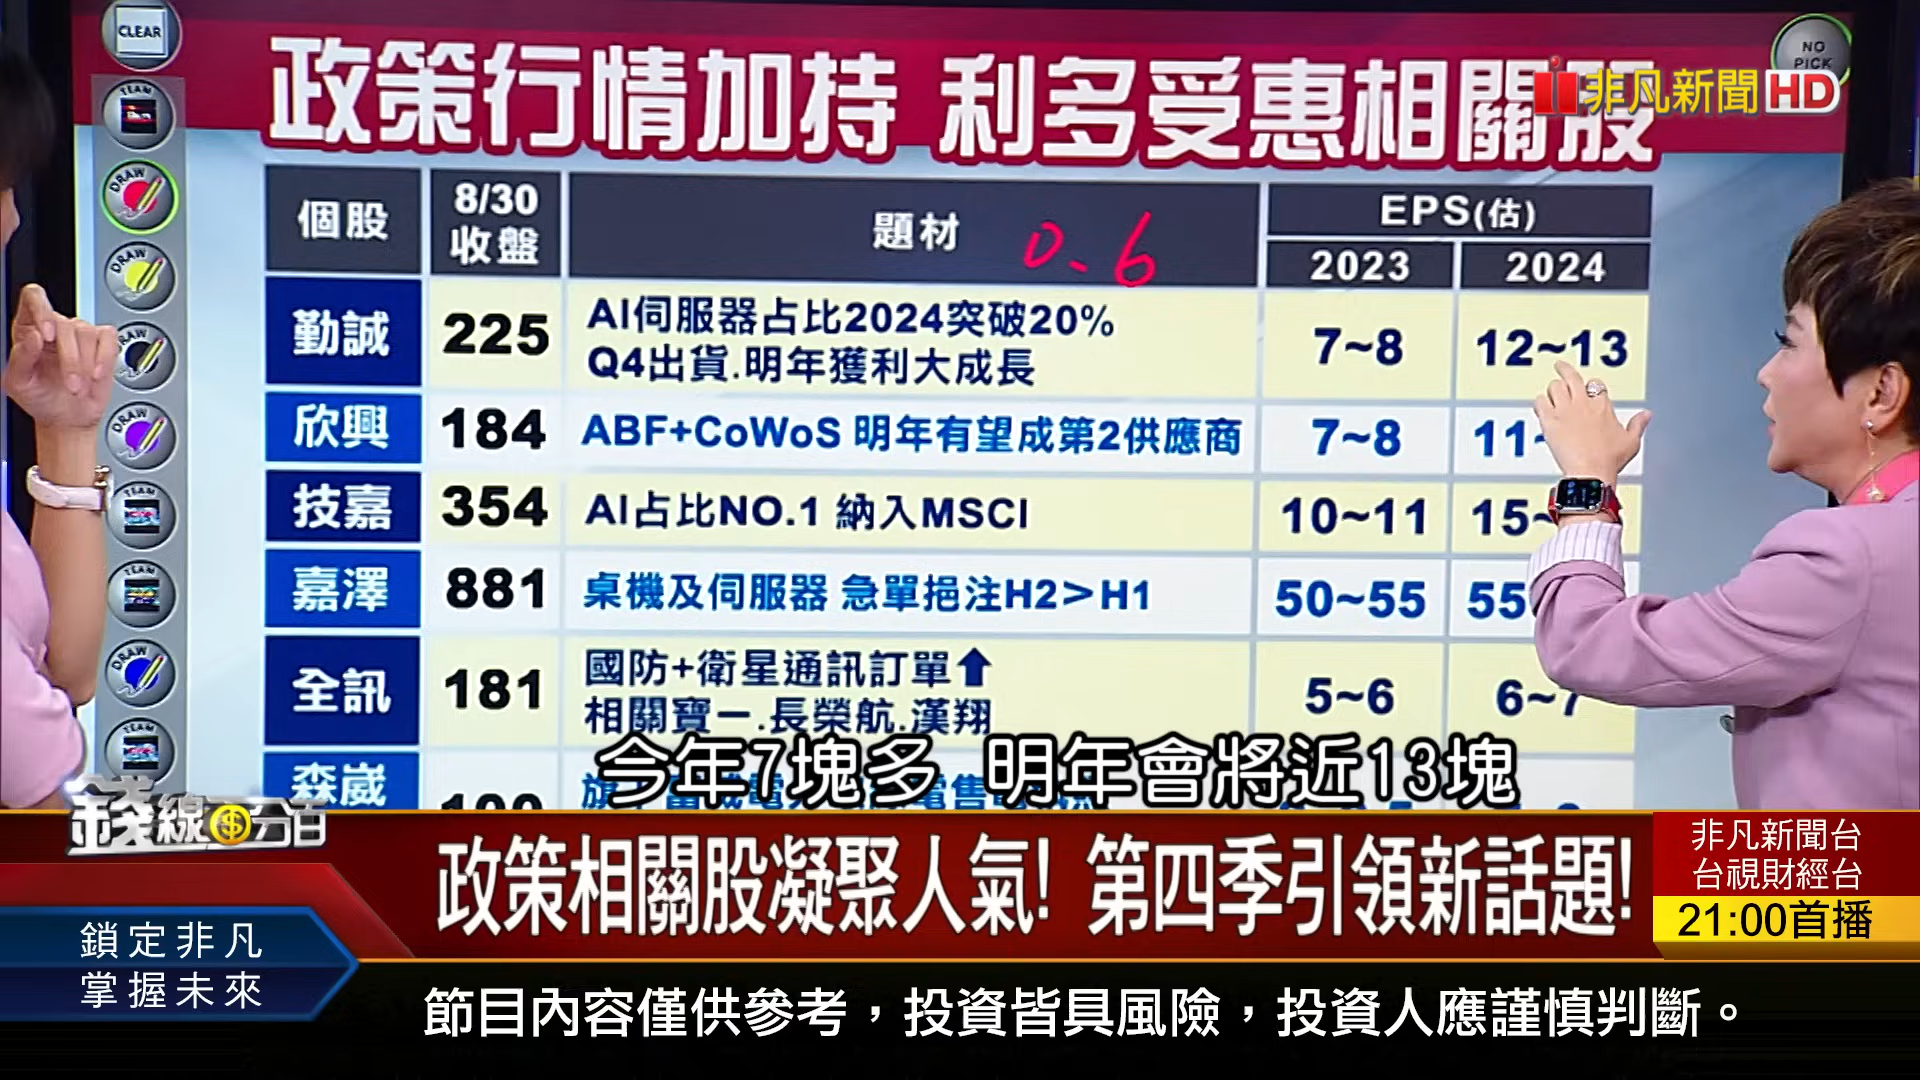 CLEAR
NO
PICK
政策行情加持 利多受惠相關股
非凡新聞HD
TEAM
DRAW
DRAW
DRAW
DRAW
TEAM
TEAM
DRAW
TEAM
個股 8/30 收盤 題材 0.6 EPS(估)
2023 2024
勤誠 225 AI伺服器占比2024突破20% 7~8 12~13
Q4出貨.明年獲利大成長
欣興 184 ABF+CoWoS 明年有望成第2供應商 7~8 11~
技嘉 354 AI占比NO.1 納入MSCI 10~11 15~
嘉澤 881 桌機及伺服器 急單挹注H2>H1 50~55 55
全訊 181 國防+衛星通訊訂單⬆ 5~6 6~7
相關寶一.長榮航.漢翔
森崴
今年7塊多 明年會將近13塊
錢線百分百
政策相關股凝聚人氣! 第四季引領新話題!
非凡新聞台
台視財經台
21:00首播
鎖定非凡
掌握未來
節目內容僅供參考，投資皆具風險，投資人應謹慎判斷。